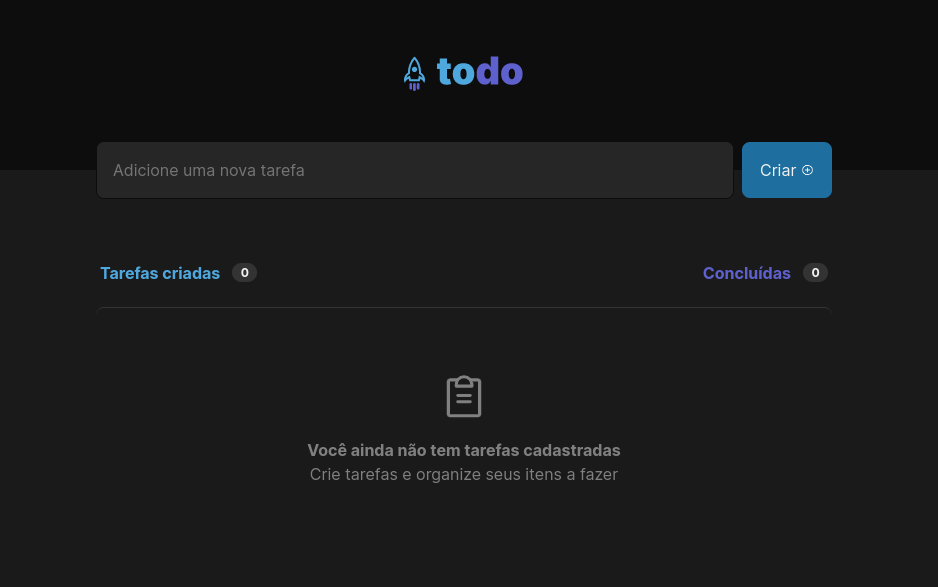 todo
Adicione uma nova tarefa
Criar
Tarefas criadas 0
Concluídas 0
Você ainda não tem tarefas cadastradas
Crie tarefas e organize seus itens a fazer